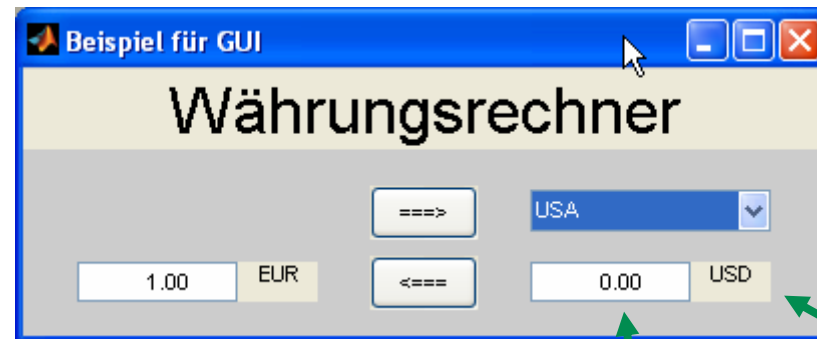 Beispiel für GUI
Währungsrechner
===> USA
1.00 EUR <=== 0.00 USD